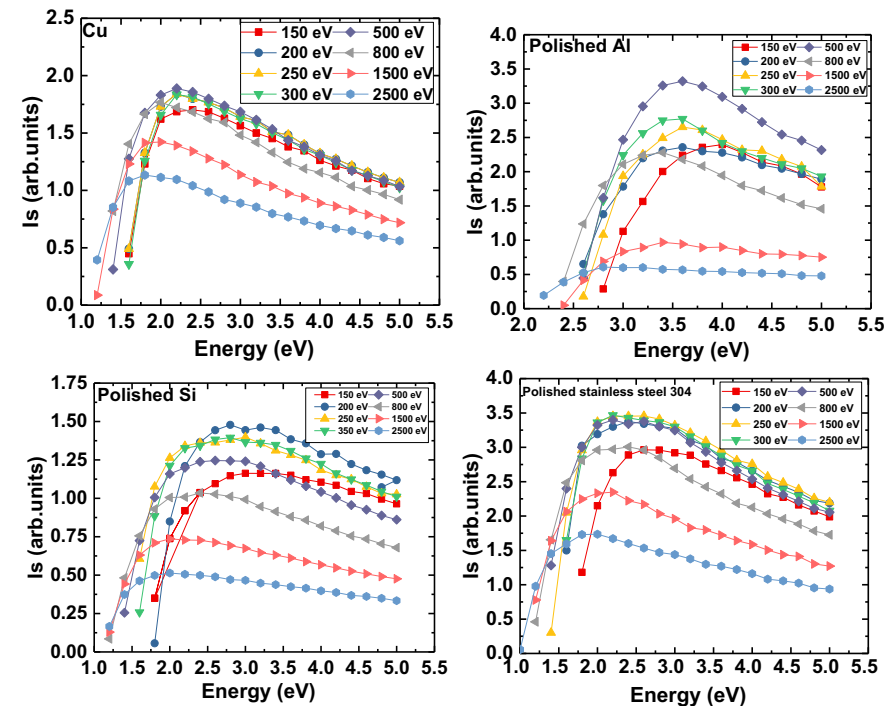 Cu
150 eV 500 eV
200 eV 800 eV
250 eV 1500 eV
300 eV 2500 eV
Is (arb.units)
2.5
2.0
1.5
1.0
0.5
0.0
1.0 1.5 2.0 2.5 3.0 3.5 4.0 4.5 5.0 5.5
Energy (eV)
Polished Al
150 eV 500 eV
200 eV 800 eV
250 eV 1500 eV
300 eV 2500 eV
Is (arb.units)
4.0
3.5
3.0
2.5
2.0
1.5
1.0
0.5
0.0
2.0 2.5 3.0 3.5 4.0 4.5 5.0 5.5
Energy (eV)
Polished Si
150 eV 500 eV
200 eV 800 eV
250 eV 1500 eV
350 eV 2500 eV
Is (arb.units)
1.75
1.50
1.25
1.00
0.75
0.50
0.25
0.00
1.0 1.5 2.0 2.5 3.0 3.5 4.0 4.5 5.0 5.5
Energy (eV)
Polished stainless steel 304
150 eV 500 eV
200 eV 800 eV
250 eV 1500 eV
300 eV 2500 eV
Is (arb.units)
4.0
3.5
3.0
2.5
2.0
1.5
1.0
0.5
0.0
1.0 1.5 2.0 2.5 3.0 3.5 4.0 4.5 5.0 5.5
Energy (eV)